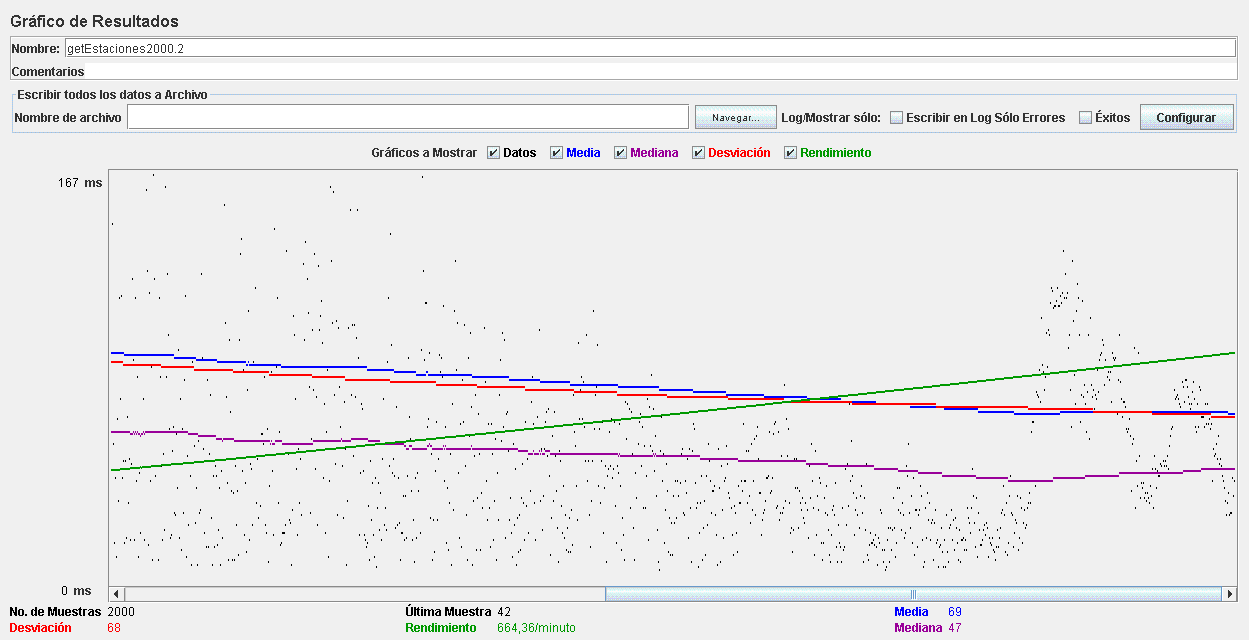 Gráfico de Resultados
Nombre: getEstaciones2000.2
Comentarios
Escribir todos los datos a Archivo
Nombre de archivo Navegar... Log/Mostrar sólo: Escribir en Log Sólo Errores Éxitos Configurar
Gráficos a Mostrar Datos Media Mediana Desviación Rendimiento
167 ms
0 ms
No. de Muestras 2000 Última Muestra 42 Media 69
Desviación 68 Rendimiento 664,36/minuto Mediana 47